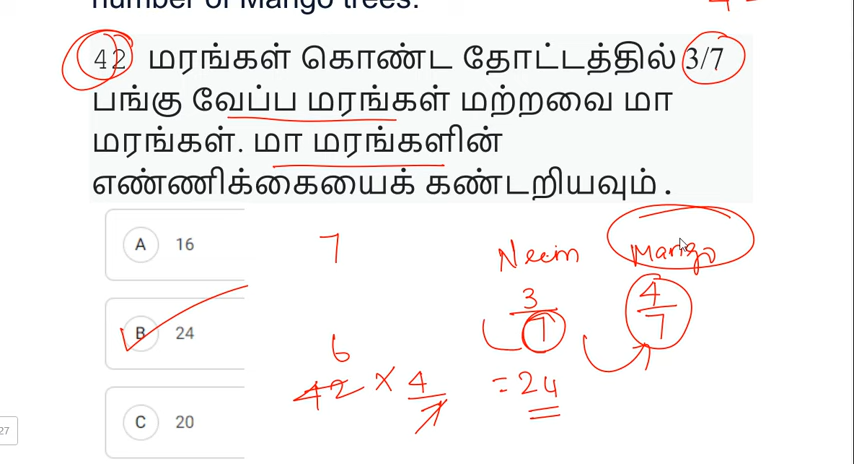 number of Mango trees.
42 மரங்கள் கொண்ட தோட்டத்தில் 3/7
பங்கு வேப்ப மரங்கள் மற்றவை மா
மரங்கள். மா மரங்களின்
எண்ணிக்கையைக் கண்டறியவும்.
A 16
7
Neem Mango
3/7 4/7
B 24
6
42 × 4/7 = 24
C 20
27